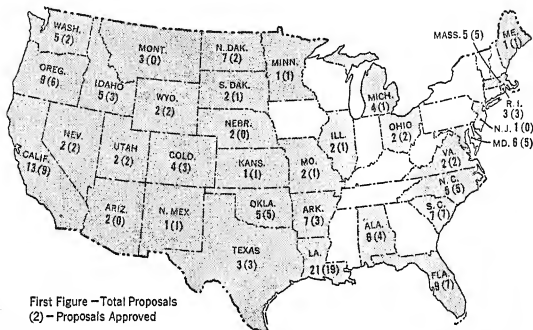 WASH.
5 (2)
MONT.
3 (0)
N. DAK.
7 (2)
MINN.
1 (1)
MASS. 5 (5)
ME.
1 (1)
OREG.
9 (6)
IDAHO
5 (3)
WYO.
2 (2)
S. DAK.
2 (1)
MICH.
4 (1)
R. I.
3 (3)
N. J. 1 (0)
MD. 6 (5)
NEV.
2 (2)
UTAH
2 (2)
COLO.
4 (3)
NEBR.
2 (0)
KANS.
1 (1)
MO.
2 (1)
ILL.
2 (1)
OHIO
2 (2)
VA.
2 (2)
CALIF.
13 (9)
ARIZ.
2 (0)
N. MEX.
1 (1)
OKLA.
5 (5)
ARK.
7 (3)
N. C.
6 (5)
S. C.
7 (7)
TEXAS
3 (3)
LA.
21 (19)
ALA.
6 (4)
FLA.
9 (7)
First Figure — Total Proposals
(2) — Proposals Approved